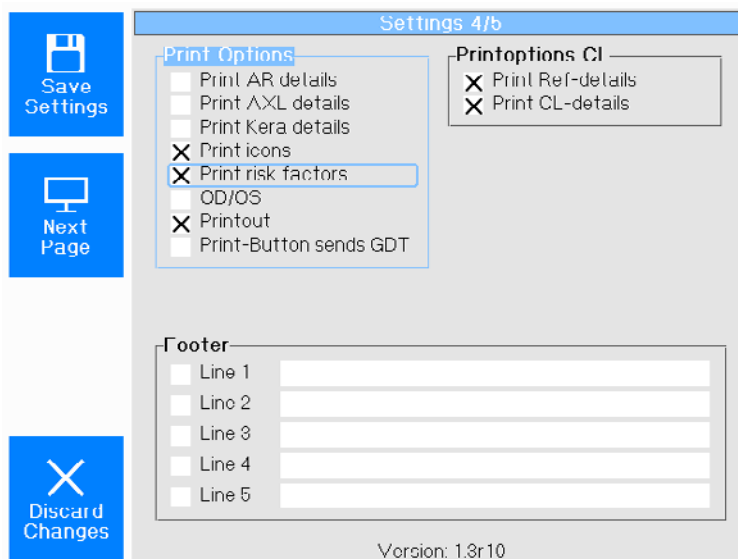 Settings 4/5
Save
Settings
Next
Page
Discard
Changes
Print Options
Print AR details
Print AXL details
Print Kera details
Print icons
Print risk factors
OD/OS
Printout
Print-Button sends GDT
Printoptions CL
Print Ref-details
Print CL-details
Footer
Line 1
Line 2
Line 3
Line 4
Line 5
Version: 1.3r10